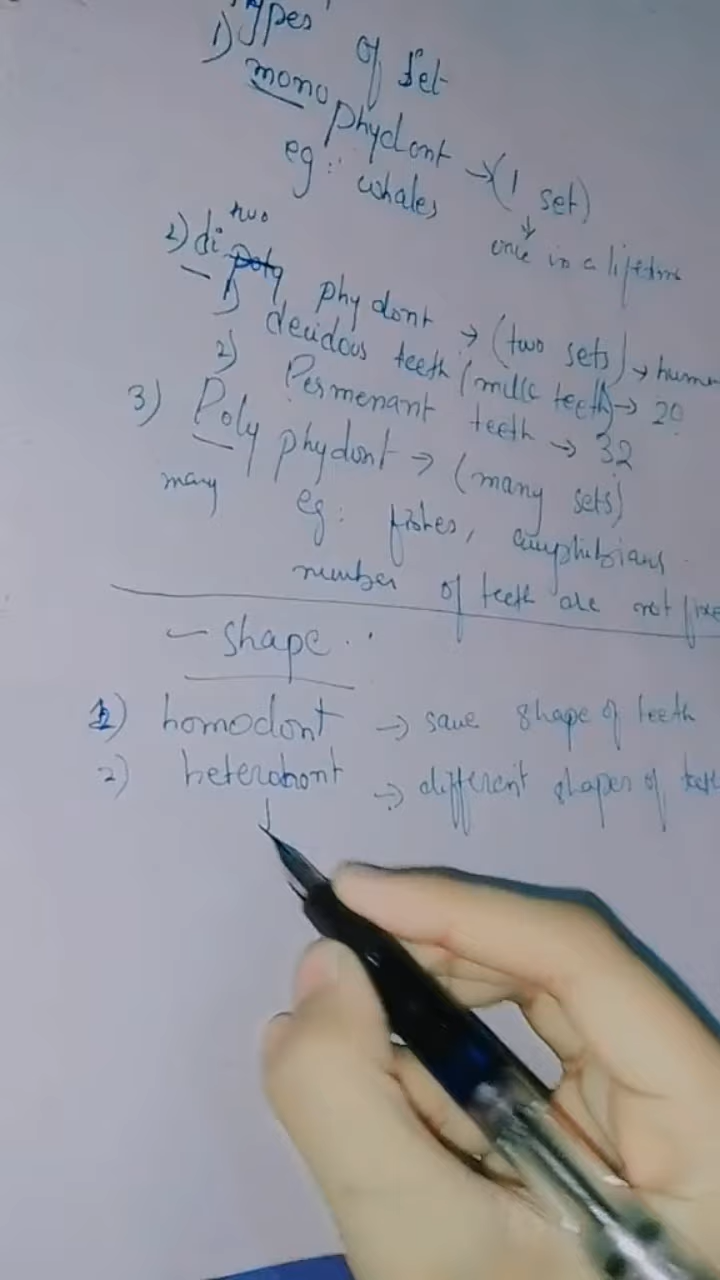 Types of Set
1) mono phydont → (1 set)
eg : whales
once in a lifetime
two
2) di phydont → (two sets) → human
1) decidous teeth (milk teeth) → 20
2) Permenant teeth → 32
3) Poly phydont → (many sets)
many
eg : fishes, amphibians
number of teeth are not fixe
- shape :
1) homodont → same shape of teeth
2) heterodont → different shapes of teeth